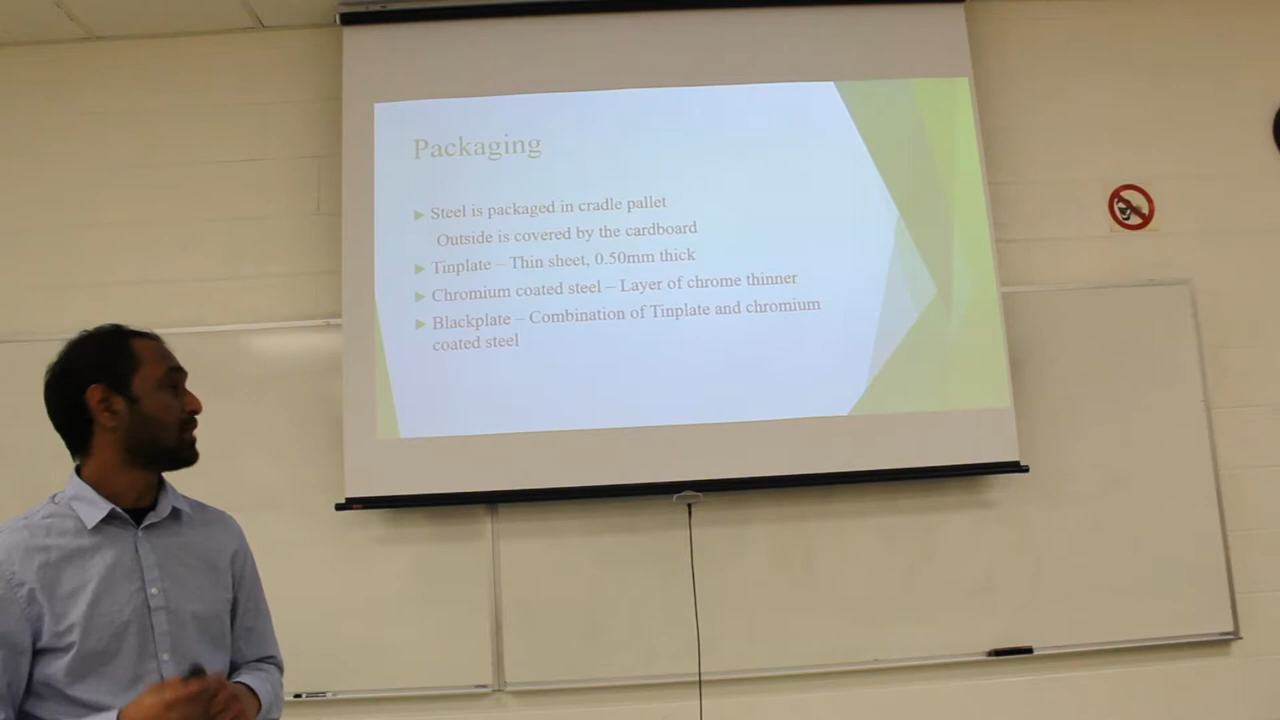 Packaging
Steel is packaged in cradle pallet
Outside is covered by the cardboard
Tinplate – Thin sheet, 0.50mm thick
Chromium coated steel – Layer of chrome thinner
Blackplate – Combination of Tinplate and chromium
coated steel